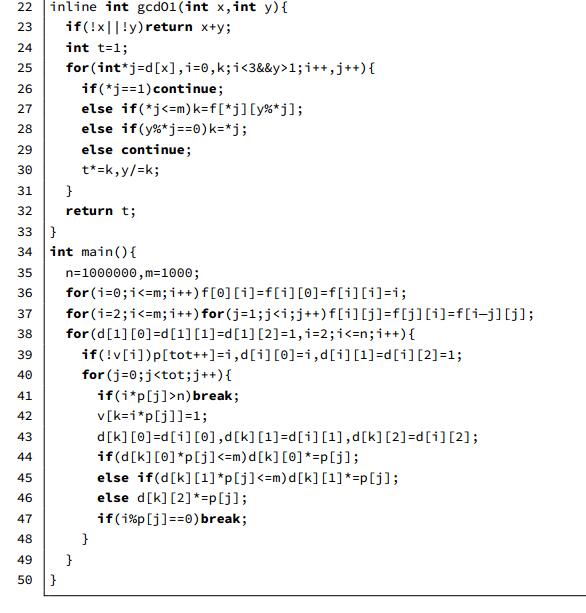 22 inline int gcd01(int x,int y){
23 if(!x||!y)return x+y;
24 int t=1;
25 for(int*j=d[x],i=0,k;i<3&&y>1;i++,j++){
26 if(*j==1)continue;
27 else if(*j<=m)k=f[*j][y%*j];
28 else if(y%*j==0)k=*j;
29 else continue;
30 t*=k,y/=k;
31 }
32 return t;
33 }
34 int main(){
35 n=1000000,m=1000;
36 for(i=0;i<=m;i++)f[0][i]=f[i][0]=f[i][i]=i;
37 for(i=2;i<=m;i++)for(j=1;j<i;j++)f[i][j]=f[j][i]=f[i–j][j];
38 for(d[1][0]=d[1][1]=d[1][2]=1,i=2;i<=n;i++){
39 if(!v[i])p[tot++]=i,d[i][0]=i,d[i][1]=d[i][2]=1;
40 for(j=0;j<tot;j++){
41 if(i*p[j]>n)break;
42 v[k=i*p[j]]=1;
43 d[k][0]=d[i][0],d[k][1]=d[i][1],d[k][2]=d[i][2];
44 if(d[k][0]*p[j]<=m)d[k][0]*=p[j];
45 else if(d[k][1]*p[j]<=m)d[k][1]*=p[j];
46 else d[k][2]*=p[j];
47 if(i%p[j]==0)break;
48 }
49 }
50 }